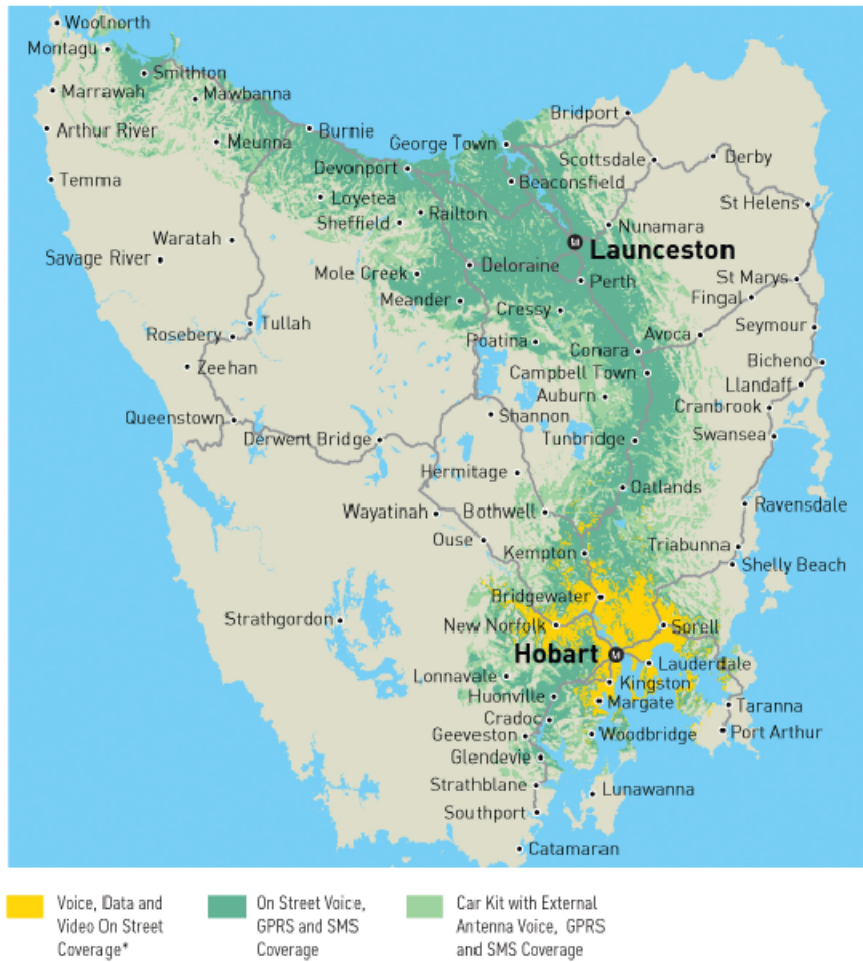 Woolnorth
Montagu
Smithton
Marrawah
Mawbanna
Bridport
Arthur River
Burnie
Meunna
George Town
Scottsdale
Derby
Devonport
Temma
Beaconsfield
Loyetea
St Helens
Railton
Sheffield
Nunamara
Waratah
Launceston
Savage River
Deloraine
Mole Creek
Perth
St Marys
Meander
Fingal
Cressy
Tullah
Seymour
Rosebery
Avoca
Poatina
Conara
Bicheno
Zeehan
Campbell Town
Llandaff
Auburn
Cranbrook
Queenstown
Shannon
Derwent Bridge
Tunbridge
Swansea
Hermitage
Oatlands
Ravensdale
Wayatinah
Bothwell
Ouse
Kempton
Triabunna
Shelly Beach
Bridgewater
Strathgordon
New Norfolk
Sorell
Hobart
Lauderdale
Lonnavale
Kingston
Huonville
Margate
Taranna
Cradoc
Geeveston
Woodbridge
Port Arthur
Glendevie
Strathblane
Lunawanna
Southport
Catamaran
Voice, Data and
Video On Street
Coverage*
On Street Voice,
GPRS and SMS
Coverage
Car Kit with External
Antenna Voice, GPRS
and SMS Coverage